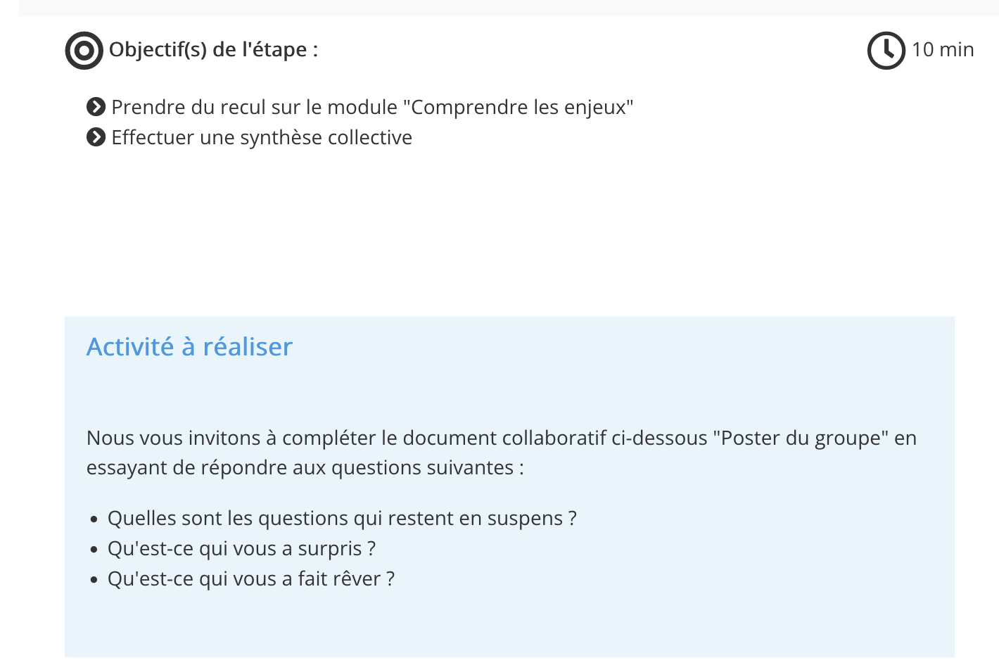 Objectif(s) de l'étape :
10 min
Prendre du recul sur le module "Comprendre les enjeux"
Effectuer une synthèse collective
Activité à réaliser
Nous vous invitons à compléter le document collaboratif ci-dessous "Poster du groupe" en
essayant de répondre aux questions suivantes :
• Quelles sont les questions qui restent en suspens ?
• Qu'est-ce qui vous a surpris ?
• Qu'est-ce qui vous a fait rêver ?